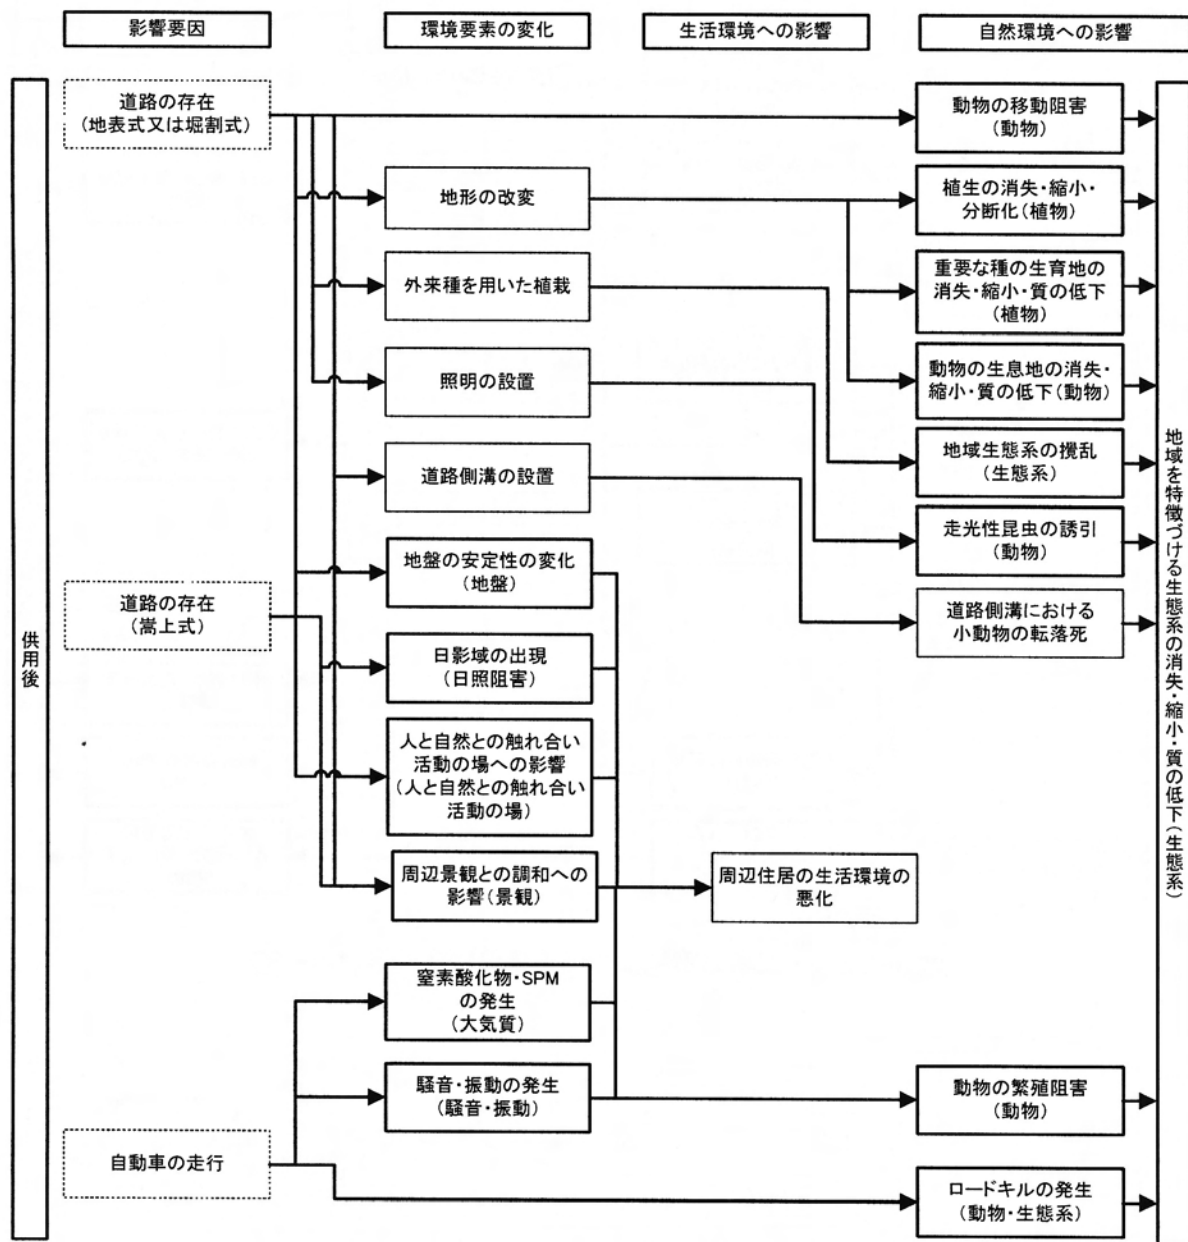 影響要因
環境要素の変化
生活環境への影響
自然環境への影響
供用後
道路の存在
(地表式又は堀割式)
道路の存在
(嵩上式)
自動車の走行
地形の改変
外来種を用いた植栽
照明の設置
道路側溝の設置
地盤の安定性の変化
(地盤)
日影域の出現
(日照阻害)
人と自然との触れ合い
活動の場への影響
(人と自然との触れ合い
活動の場)
周辺景観との調和への
影響(景観)
窒素酸化物・SPM
の発生
(大気質)
騒音・振動の発生
(騒音・振動)
周辺住居の生活環境の
悪化
動物の移動阻害
(動物)
植生の消失・縮小・
分断化(植物)
重要な種の生育地の
消失・縮小・質の低下
(植物)
動物の生息地の消失・
縮小・質の低下(動物)
地域生態系の攪乱
(生態系)
走光性昆虫の誘引
(動物)
道路側溝における
小動物の転落死
動物の繁殖阻害
(動物)
ロードキルの発生
(動物・生態系)
地域を特徴づける生態系の消失・縮小・質の低下(生態系)